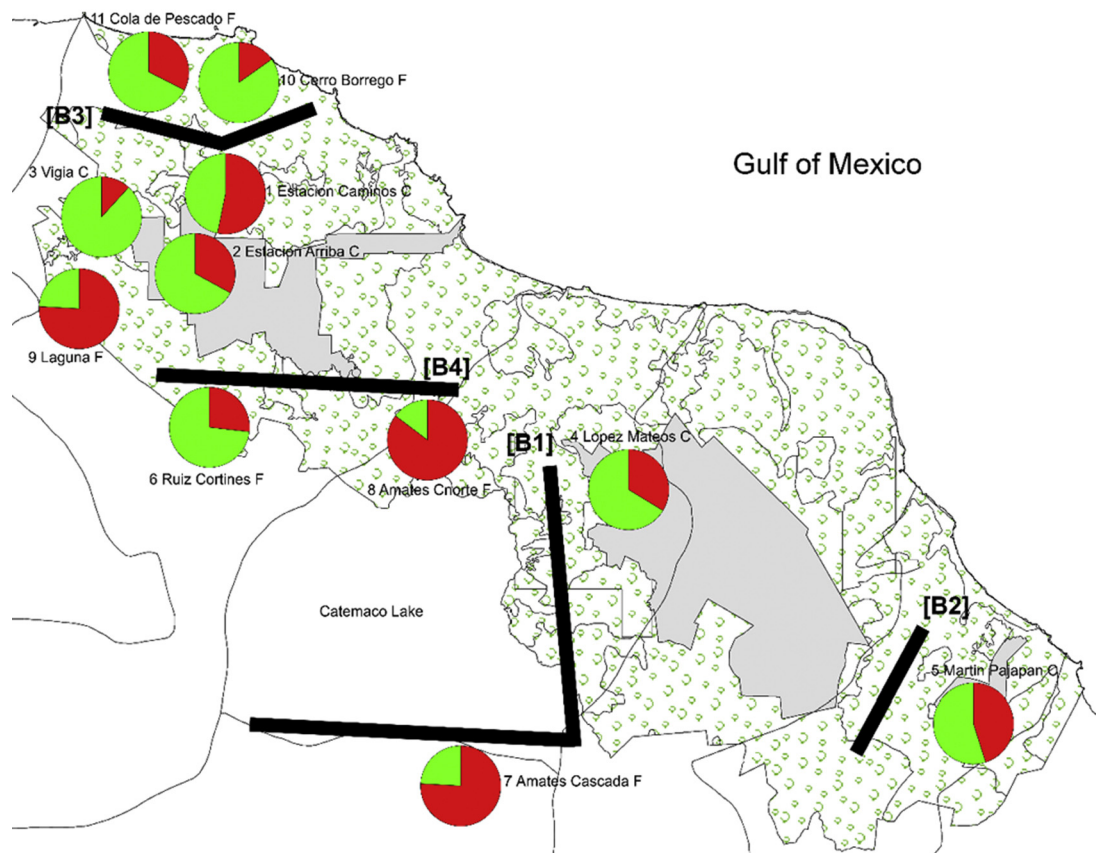 11 Cola de Pescado F
10 Cerro Borrego F
[B3]
3 Vigia C
Gulf of Mexico
1 Estacion Caminos C
2 Estacion Arriba C
9 Laguna F
[B4]
[B1]
4 Lopez Mateos C
6 Ruiz Cortines F
8 Amates Cnorte F
Catemaco Lake
[B2]
5 Martin Pajapan C
7 Amates Cascada F